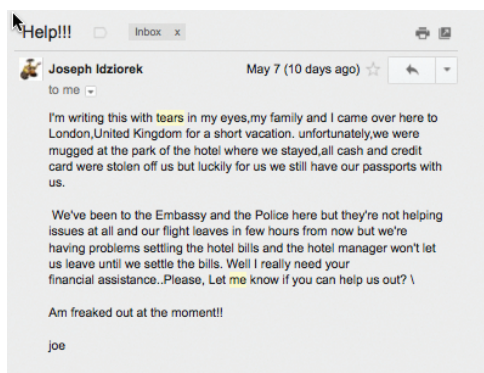 Help!!!
Inbox x
Joseph Idziorek
May 7 (10 days ago)
to me
I'm writing this with tears in my eyes,my family and I came over here to
London,United Kingdom for a short vacation. unfortunately,we were
mugged at the park of the hotel where we stayed,all cash and credit
card were stolen off us but luckily for us we still have our passports with
us.
We've been to the Embassy and the Police here but they're not helping
issues at all and our flight leaves in few hours from now but we're
having problems settling the hotel bills and the hotel manager won't let
us leave until we settle the bills. Well I really need your
financial assistance..Please, Let me know if you can help us out? \
Am freaked out at the moment!!
joe